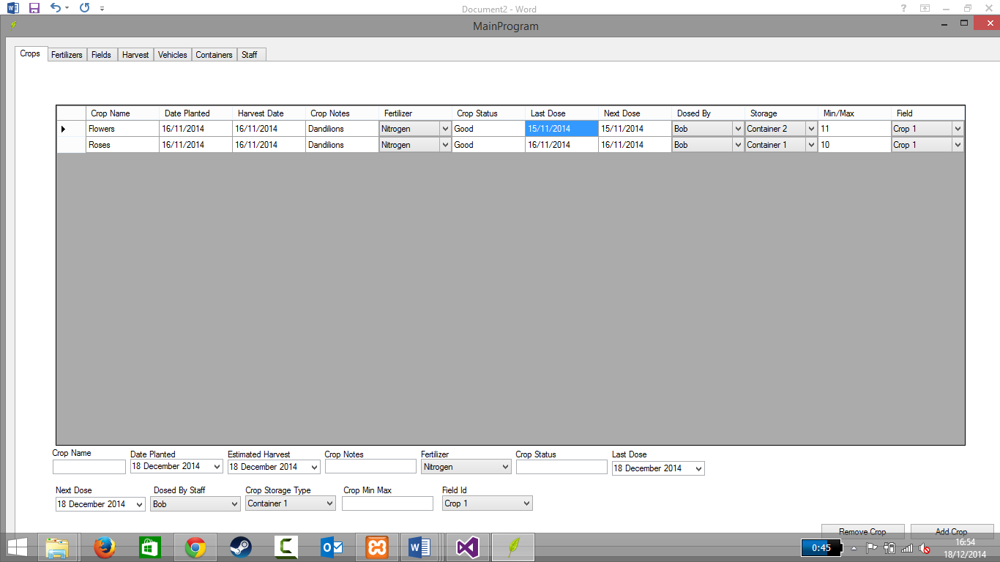 Document2 - Word
MainProgram
Crops Fertilizers Fields Harvest Vehicles Containers Staff
Crop Name Date Planted Harvest Date Crop Notes Fertilizer Crop Status Last Dose Next Dose Dosed By Storage Min/Max Field
Flowers 16/11/2014 16/11/2014 Dandilions Nitrogen Good 15/11/2014 15/11/2014 Bob Container 2 11 Crop 1
Roses 16/11/2014 16/11/2014 Dandilions Nitrogen Good 16/11/2014 16/11/2014 Bob Container 1 10 Crop 1
Crop Name Date Planted Estimated Harvest Crop Notes Fertilizer Crop Status Last Dose
18 December 2014 18 December 2014 Nitrogen 18 December 2014
Next Dose Dosed By Staff Crop Storage Type Crop Min Max Field Id
18 December 2014 Bob Container 1 Crop 1
Remove Crop Add Crop
0:45 16:54
18/12/2014